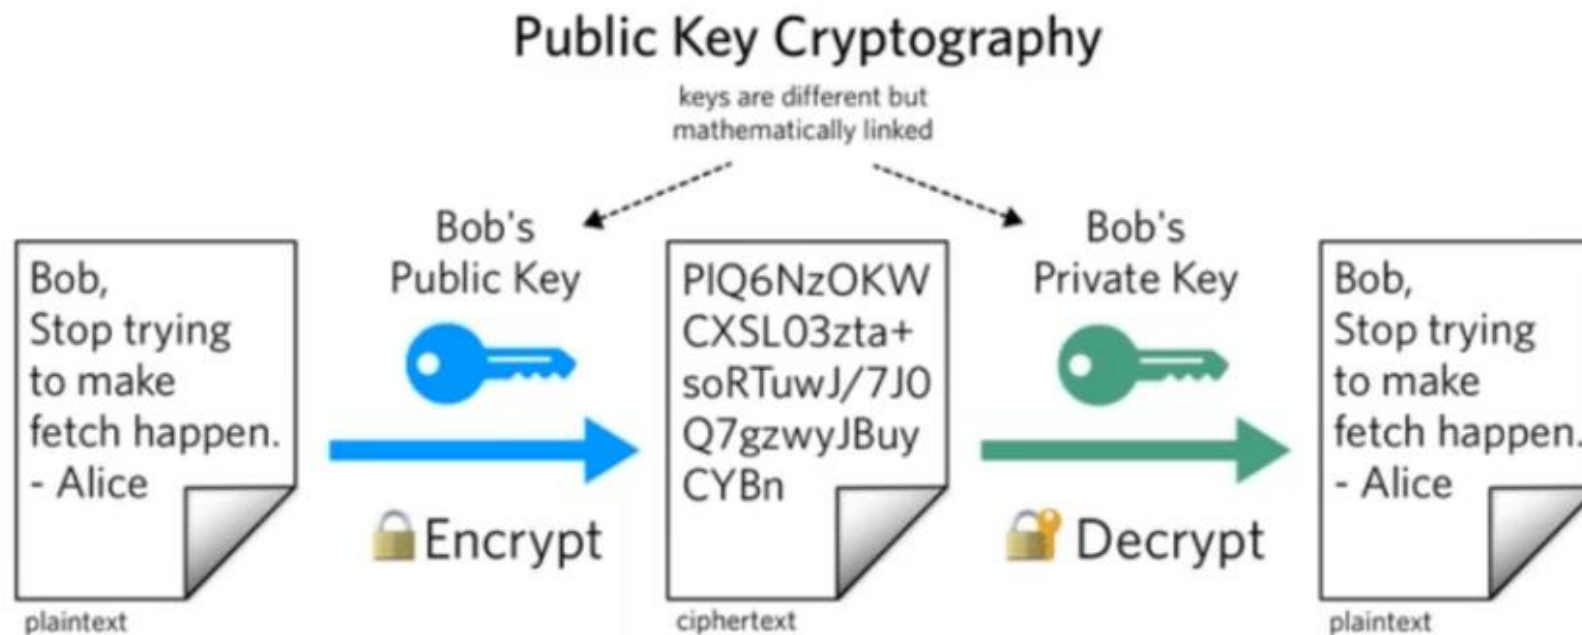 Public Key Cryptography
keys are different but
mathematically linked
Bob,
Stop trying
to make
fetch happen.
- Alice
plaintext
Bob's
Public Key
Encrypt
PlQ6NzOKW
CXSL03zta+
soRTuwJ/7J0
Q7gzwyJBuy
CYBn
ciphertext
Bob's
Private Key
Decrypt
Bob,
Stop trying
to make
fetch happen.
- Alice
plaintext